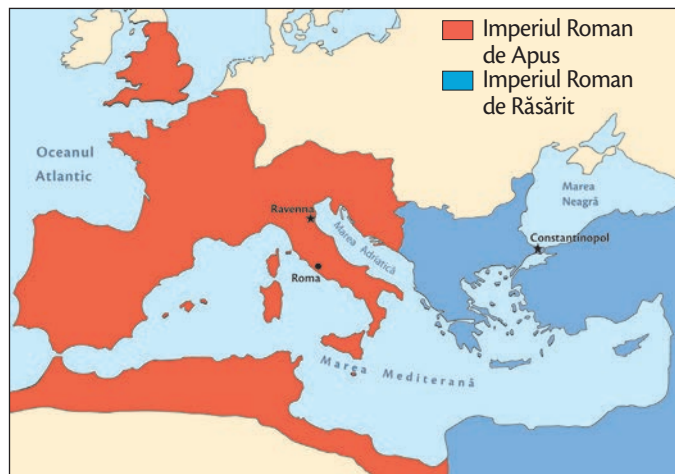 Imperiul Roman
de Apus
Imperiul Roman
de Răsărit
Oceanul
Atlantic
Marea
Neagră
Ravenna
Marea Adriatică
Constantinopol
Roma
Marea Mediterană